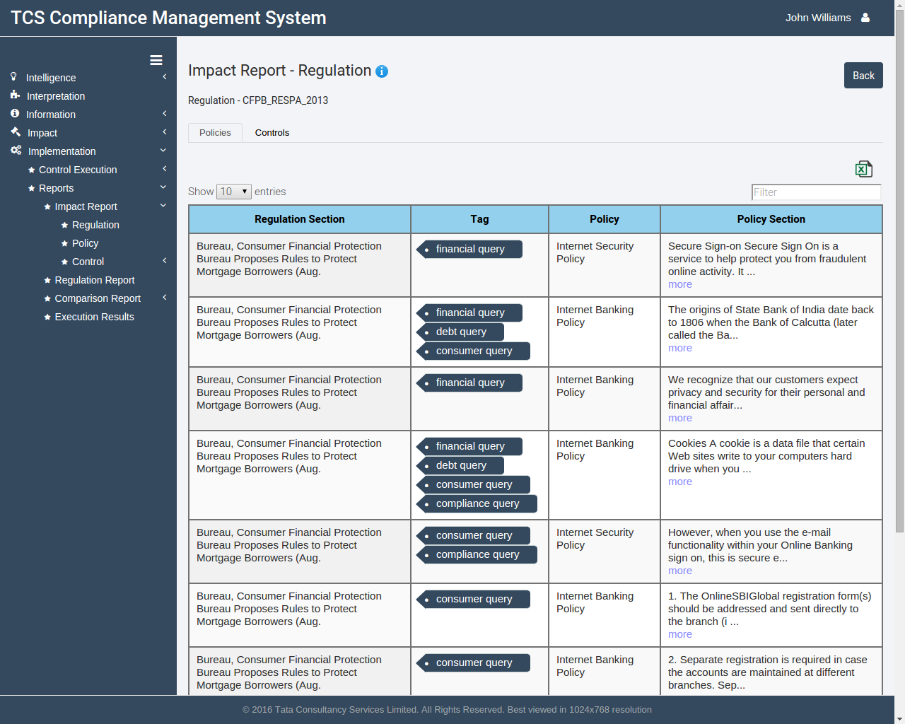 TCS Compliance Management System
John Williams
Intelligence
Interpretation
Information
Impact
Implementation
Control Execution
Reports
Impact Report
Regulation
Policy
Control
Regulation Report
Comparison Report
Execution Results
Impact Report - Regulation
Back
Regulation - CFPB_RESPA_2013
Policies Controls
Show 10 entries
Filter
Regulation Section Tag Policy Policy Section
Bureau, Consumer Financial Protection
Bureau Proposes Rules to Protect
Mortgage Borrowers (Aug.
financial query
Internet Security
Policy
Secure Sign-on Secure Sign On is a
service to help protect you from fraudulent
online activity. It ...
more
Bureau, Consumer Financial Protection
Bureau Proposes Rules to Protect
Mortgage Borrowers (Aug.
financial query
debt query
consumer query
Internet Banking
Policy
The origins of State Bank of India date back
to 1806 when the Bank of Calcutta (later
called the Ba...
more
Bureau, Consumer Financial Protection
Bureau Proposes Rules to Protect
Mortgage Borrowers (Aug.
financial query
Internet Banking
Policy
We recognize that our customers expect
privacy and security for their personal and
financial affair...
more
Bureau, Consumer Financial Protection
Bureau Proposes Rules to Protect
Mortgage Borrowers (Aug.
financial query
debt query
consumer query
compliance query
Internet Banking
Policy
Cookies A cookie is a data file that certain
Web sites write to your computers hard
drive when you ...
more
Bureau, Consumer Financial Protection
Bureau Proposes Rules to Protect
Mortgage Borrowers (Aug.
consumer query
compliance query
Internet Security
Policy
However, when you use the e-mail
functionality within your Online Banking
sign on, this is secure e...
more
Bureau, Consumer Financial Protection
Bureau Proposes Rules to Protect
Mortgage Borrowers (Aug.
consumer query
Internet Banking
Policy
1. The OnlineSBIGlobal registration form(s)
should be addressed and sent directly to
the branch (i ...
more
Bureau, Consumer Financial Protection
Bureau Proposes Rules to Protect
Mortgage Borrowers (Aug.
consumer query
Internet Banking
Policy
2. Separate registration is required in case
the accounts are maintained at different
branches. Sep...
© 2016 Tata Consultancy Services Limited. All Rights Reserved. Best viewed in 1024x768 resolution